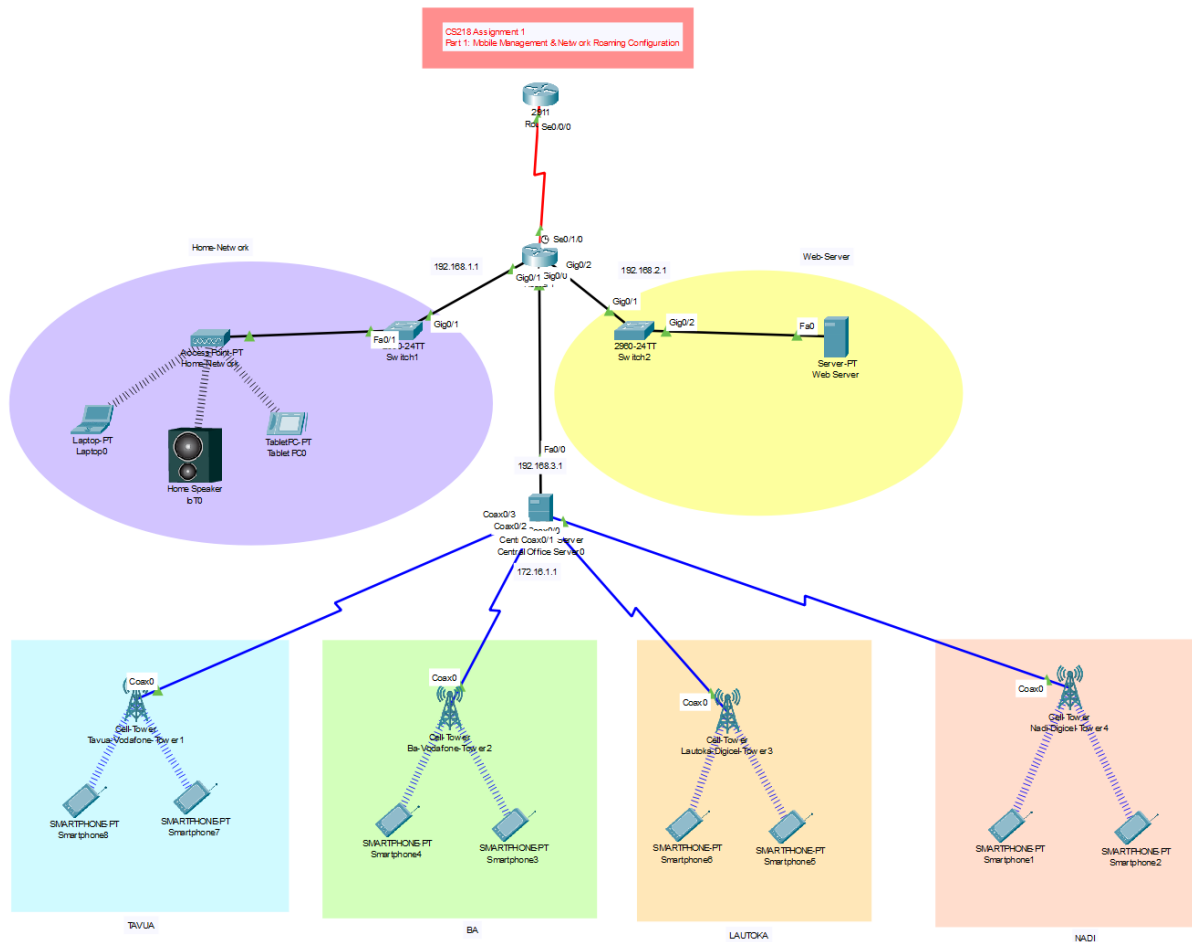 CS218 Assignment 1
Part 1: Mobile Management & Network Roaming Configuration
2911
Se0/0/0
Se0/1/0
Home-Network
Web-Server
192.168.1.1
Gig0/1
Gig0/0
Gig0/2
192.168.2.1
Gig0/1
Gig0/1
Gig0/2
Fa0
Fa0/1
2960-24TT
Switch1
2960-24TT
Switch2
Access Point-PT
Home-Network
Server-PT
Web Server
Laptop-PT
Laptop0
TabletPC-PT
Tablet PC0
Home Speaker
IoT0
Fa0/0
192.168.3.1
Coax0/3
Coax0/2
Coax0/0
Coax0/1
Server
Central Office Server0
172.16.1.1
Coax0
Cell-Tower
Tavua-Vodafone-Tower1
Coax0
Cell-Tower
Ba-Vodafone-Tower2
Coax0
Cell-Tower
Lautoka-Digicel-Tower3
Coax0
Cell-Tower
Nadi-Digicel-Tower4
SMARTPHONE-PT
Smartphone8
SMARTPHONE-PT
Smartphone7
SMARTPHONE-PT
Smartphone4
SMARTPHONE-PT
Smartphone3
SMARTPHONE-PT
Smartphone6
SMARTPHONE-PT
Smartphone5
SMARTPHONE-PT
Smartphone1
SMARTPHONE-PT
Smartphone2
TAVUA
BA
LAUTOKA
NADI